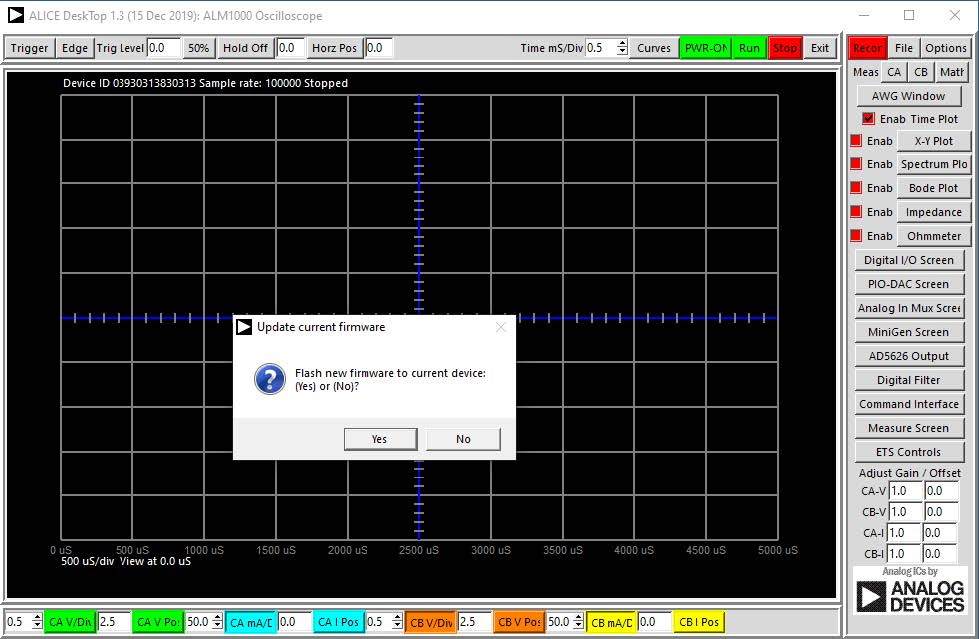 ALICE DeskTop 1.3 (15 Dec 2019): ALM1000 Oscilloscope
Trigger Edge Trig Level 0.0 50% Hold Off 0.0 Horz Pos 0.0 Time mS/Div 0.5 Curves PWR-ON Run Stop Exit
Recor File Options
Device ID 03930313830313 Sample rate: 100000 Stopped
Meas CA CB Math
AWG Window
Enab Time Plot
Enab X-Y Plot
Enab Spectrum Plo
Enab Bode Plot
Enab Impedance
Enab Ohmmeter
Digital I/O Screen
PIO-DAC Screen
Analog In Mux Scree
MiniGen Screen
AD5626 Output
Digital Filter
Command Interface
Measure Screen
ETS Controls
Adjust Gain / Offset
CA-V 1.0 0.0
CB-V 1.0 0.0
CA-I 1.0 0.0
CB-I 1.0 0.0
Analog ICs by
ANALOG
DEVICES
Update current firmware
Flash new firmware to current device:
(Yes) or (No)?
Yes No
0 uS 500 uS 1000 uS 1500 uS 2000 uS 2500 uS 3000 uS 3500 uS 4000 uS 4500 uS 5000 uS
500 uS/div View at 0.0 uS
0.5 CA V/Div 2.5 CA V Pos 50.0 CA mA/D 0.0 CA I Pos 0.5 CB V/Div 2.5 CB V Pos 50.0 CB mA/D 0.0 CB I Pos